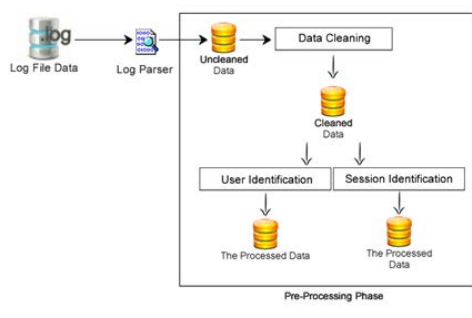 .log
Log File Data
Log Parser
Uncleaned
Data
Data Cleaning
Cleaned
Data
User Identification
Session Identification
The Processed Data
The Processed
Data
Pre-Processing Phase